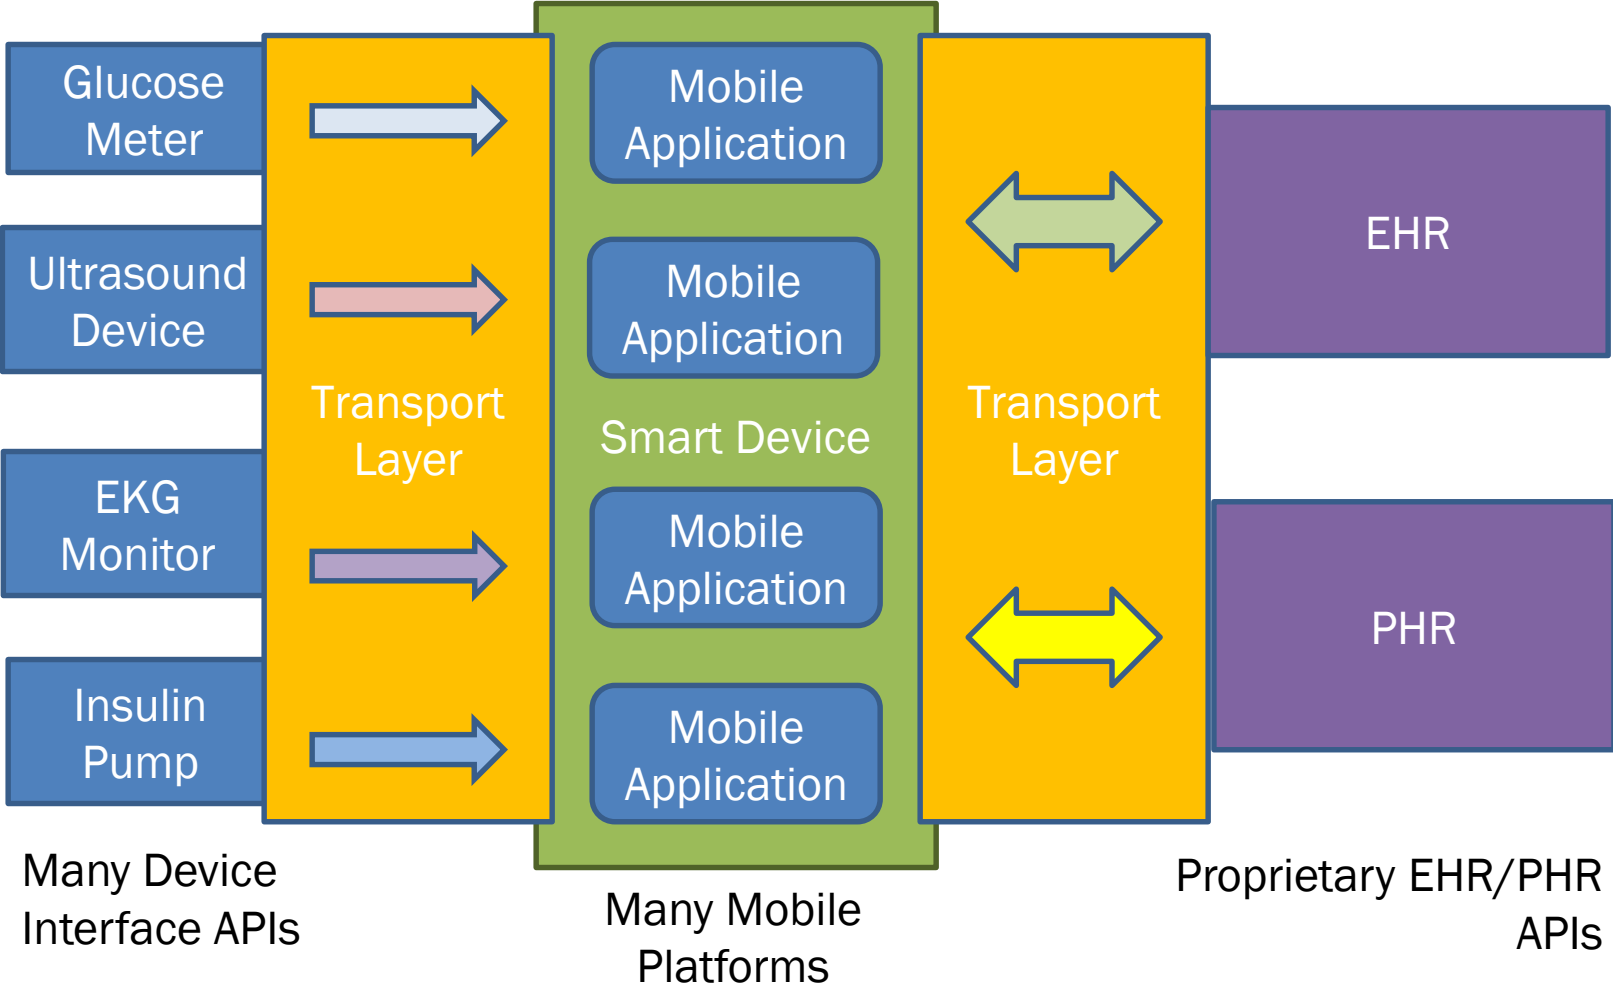 Glucose
Meter
Ultrasound
Device
EKG
Monitor
Insulin
Pump
Many Device
Interface APIs
Transport
Layer
Mobile
Application
Mobile
Application
Smart Device
Mobile
Application
Mobile
Application
Many Mobile
Platforms
Transport
Layer
EHR
PHR
Proprietary EHR/PHR
APIs